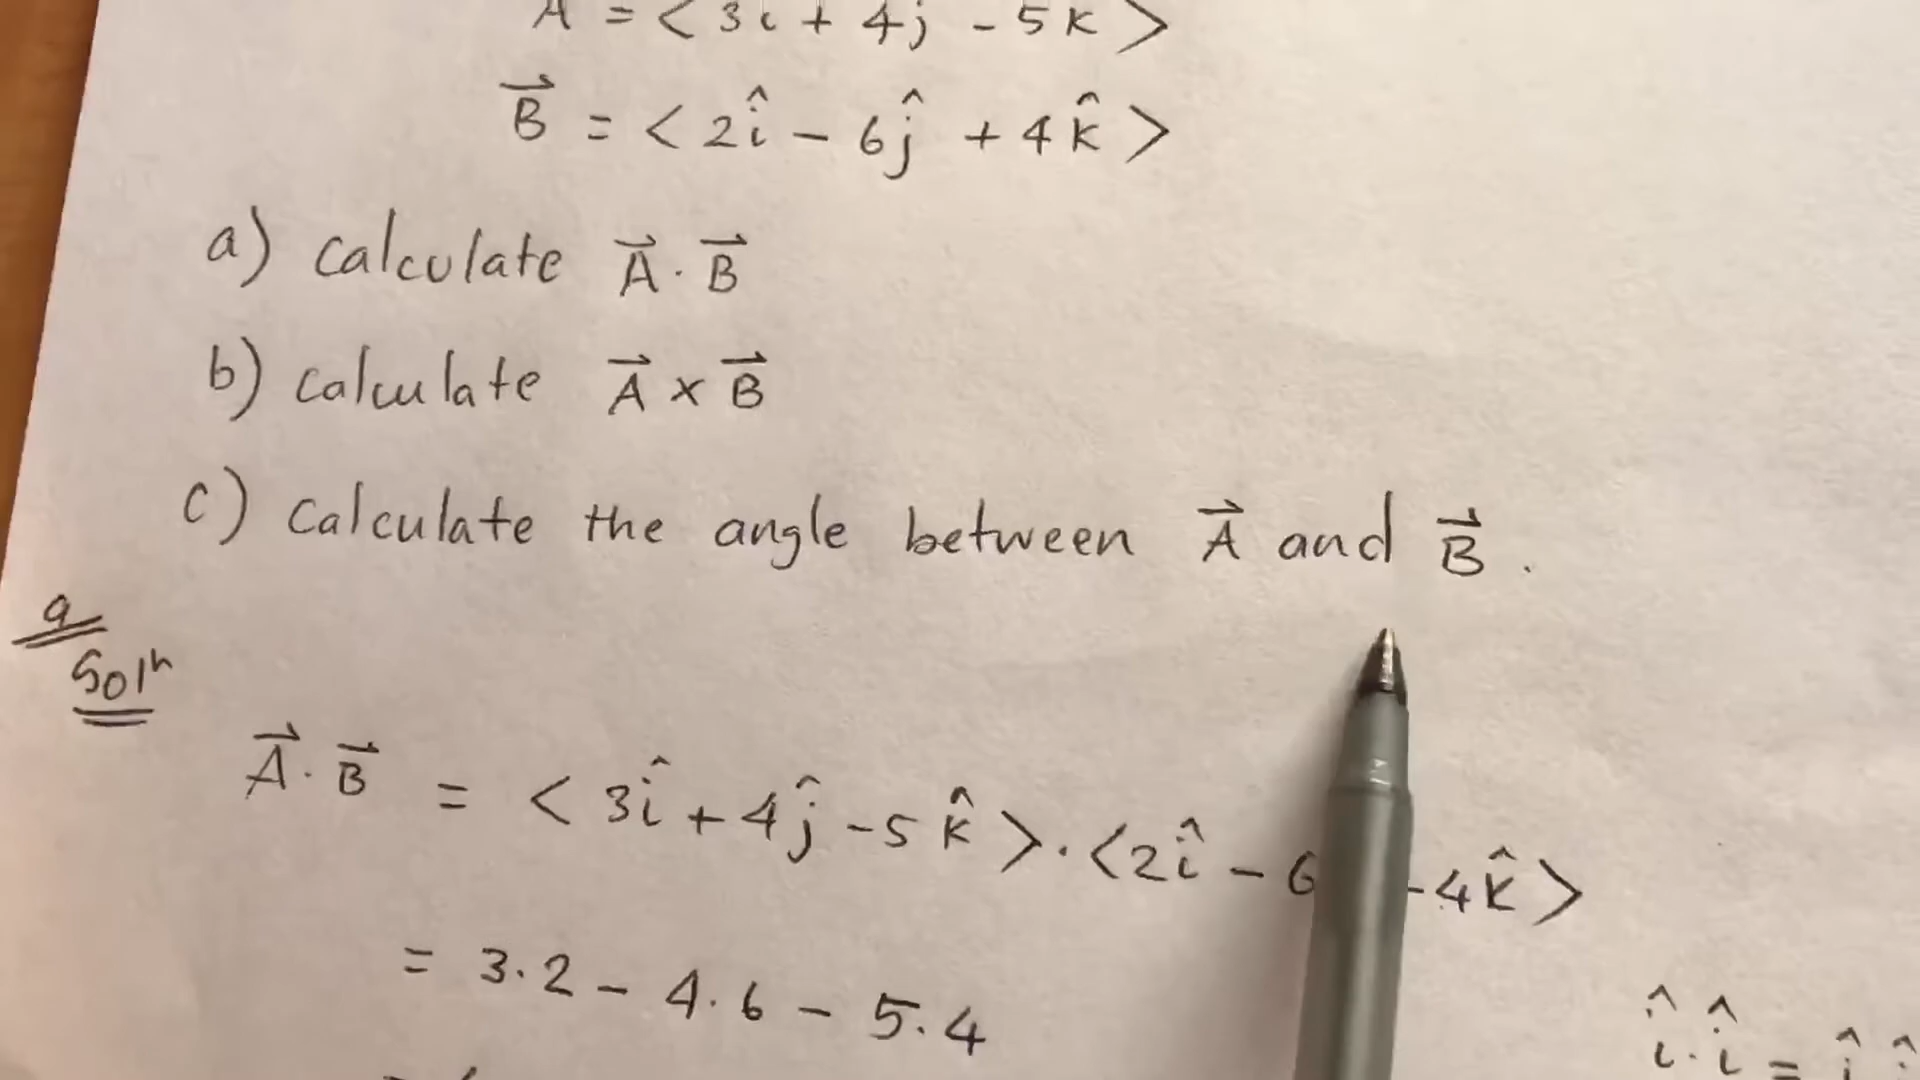 A = < 3i + 4j - 5k >
B⃗ = < 2î - 6ĵ + 4k̂ >
a) calculate A⃗ . B⃗
b) calculate A⃗ × B⃗
c) calculate the angle between A⃗ and B⃗ .
a
Solⁿ
A⃗ . B⃗ = < 3î + 4ĵ - 5k̂ > . < 2î - 6 4k̂ >
= 3.2 - 4.6 - 5.4
î . î = ĵ